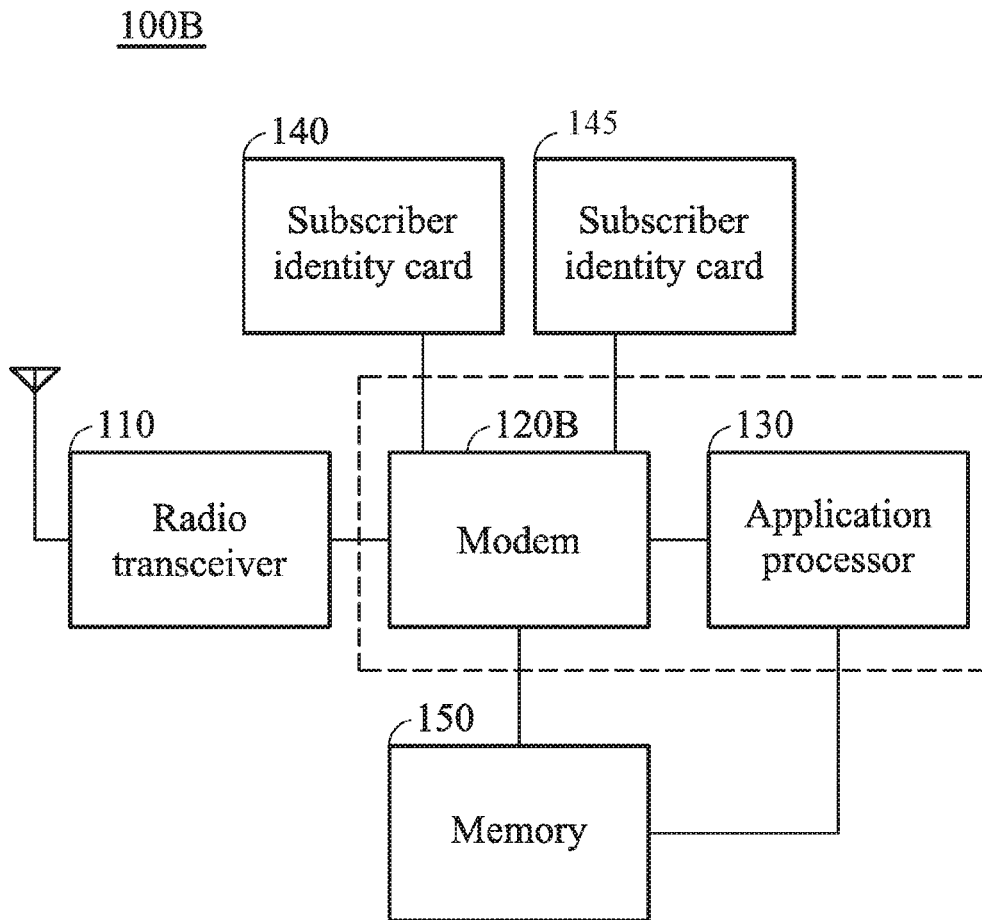 100B
140
145
Subscriber
identity card
Subscriber
identity card
110
120B
130
Radio
transceiver
Modem
Application
processor
150
Memory